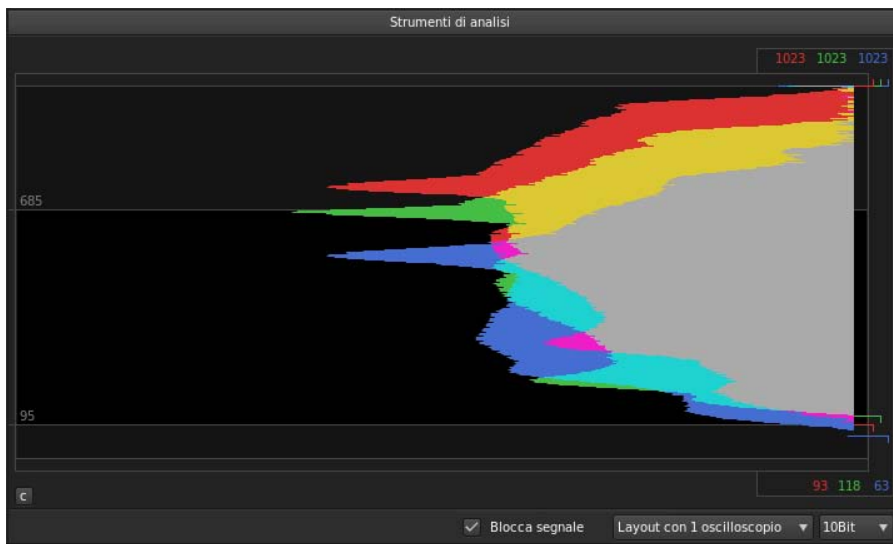 Strumenti di analisi
1023 1023 1023
685
95
93 118 63
C
Blocca segnale Layout con 1 oscilloscopio 10Bit